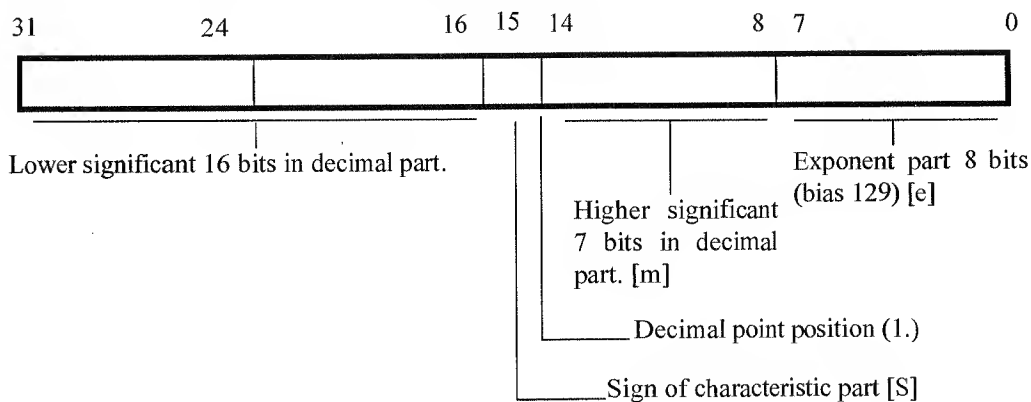 31 24 16 15 14 8 7 0
Lower significant 16 bits in decimal part.
Exponent part 8 bits
(bias 129) [e]
Higher significant
7 bits in decimal
part. [m]
Decimal point position (1.)
Sign of characteristic part [S]